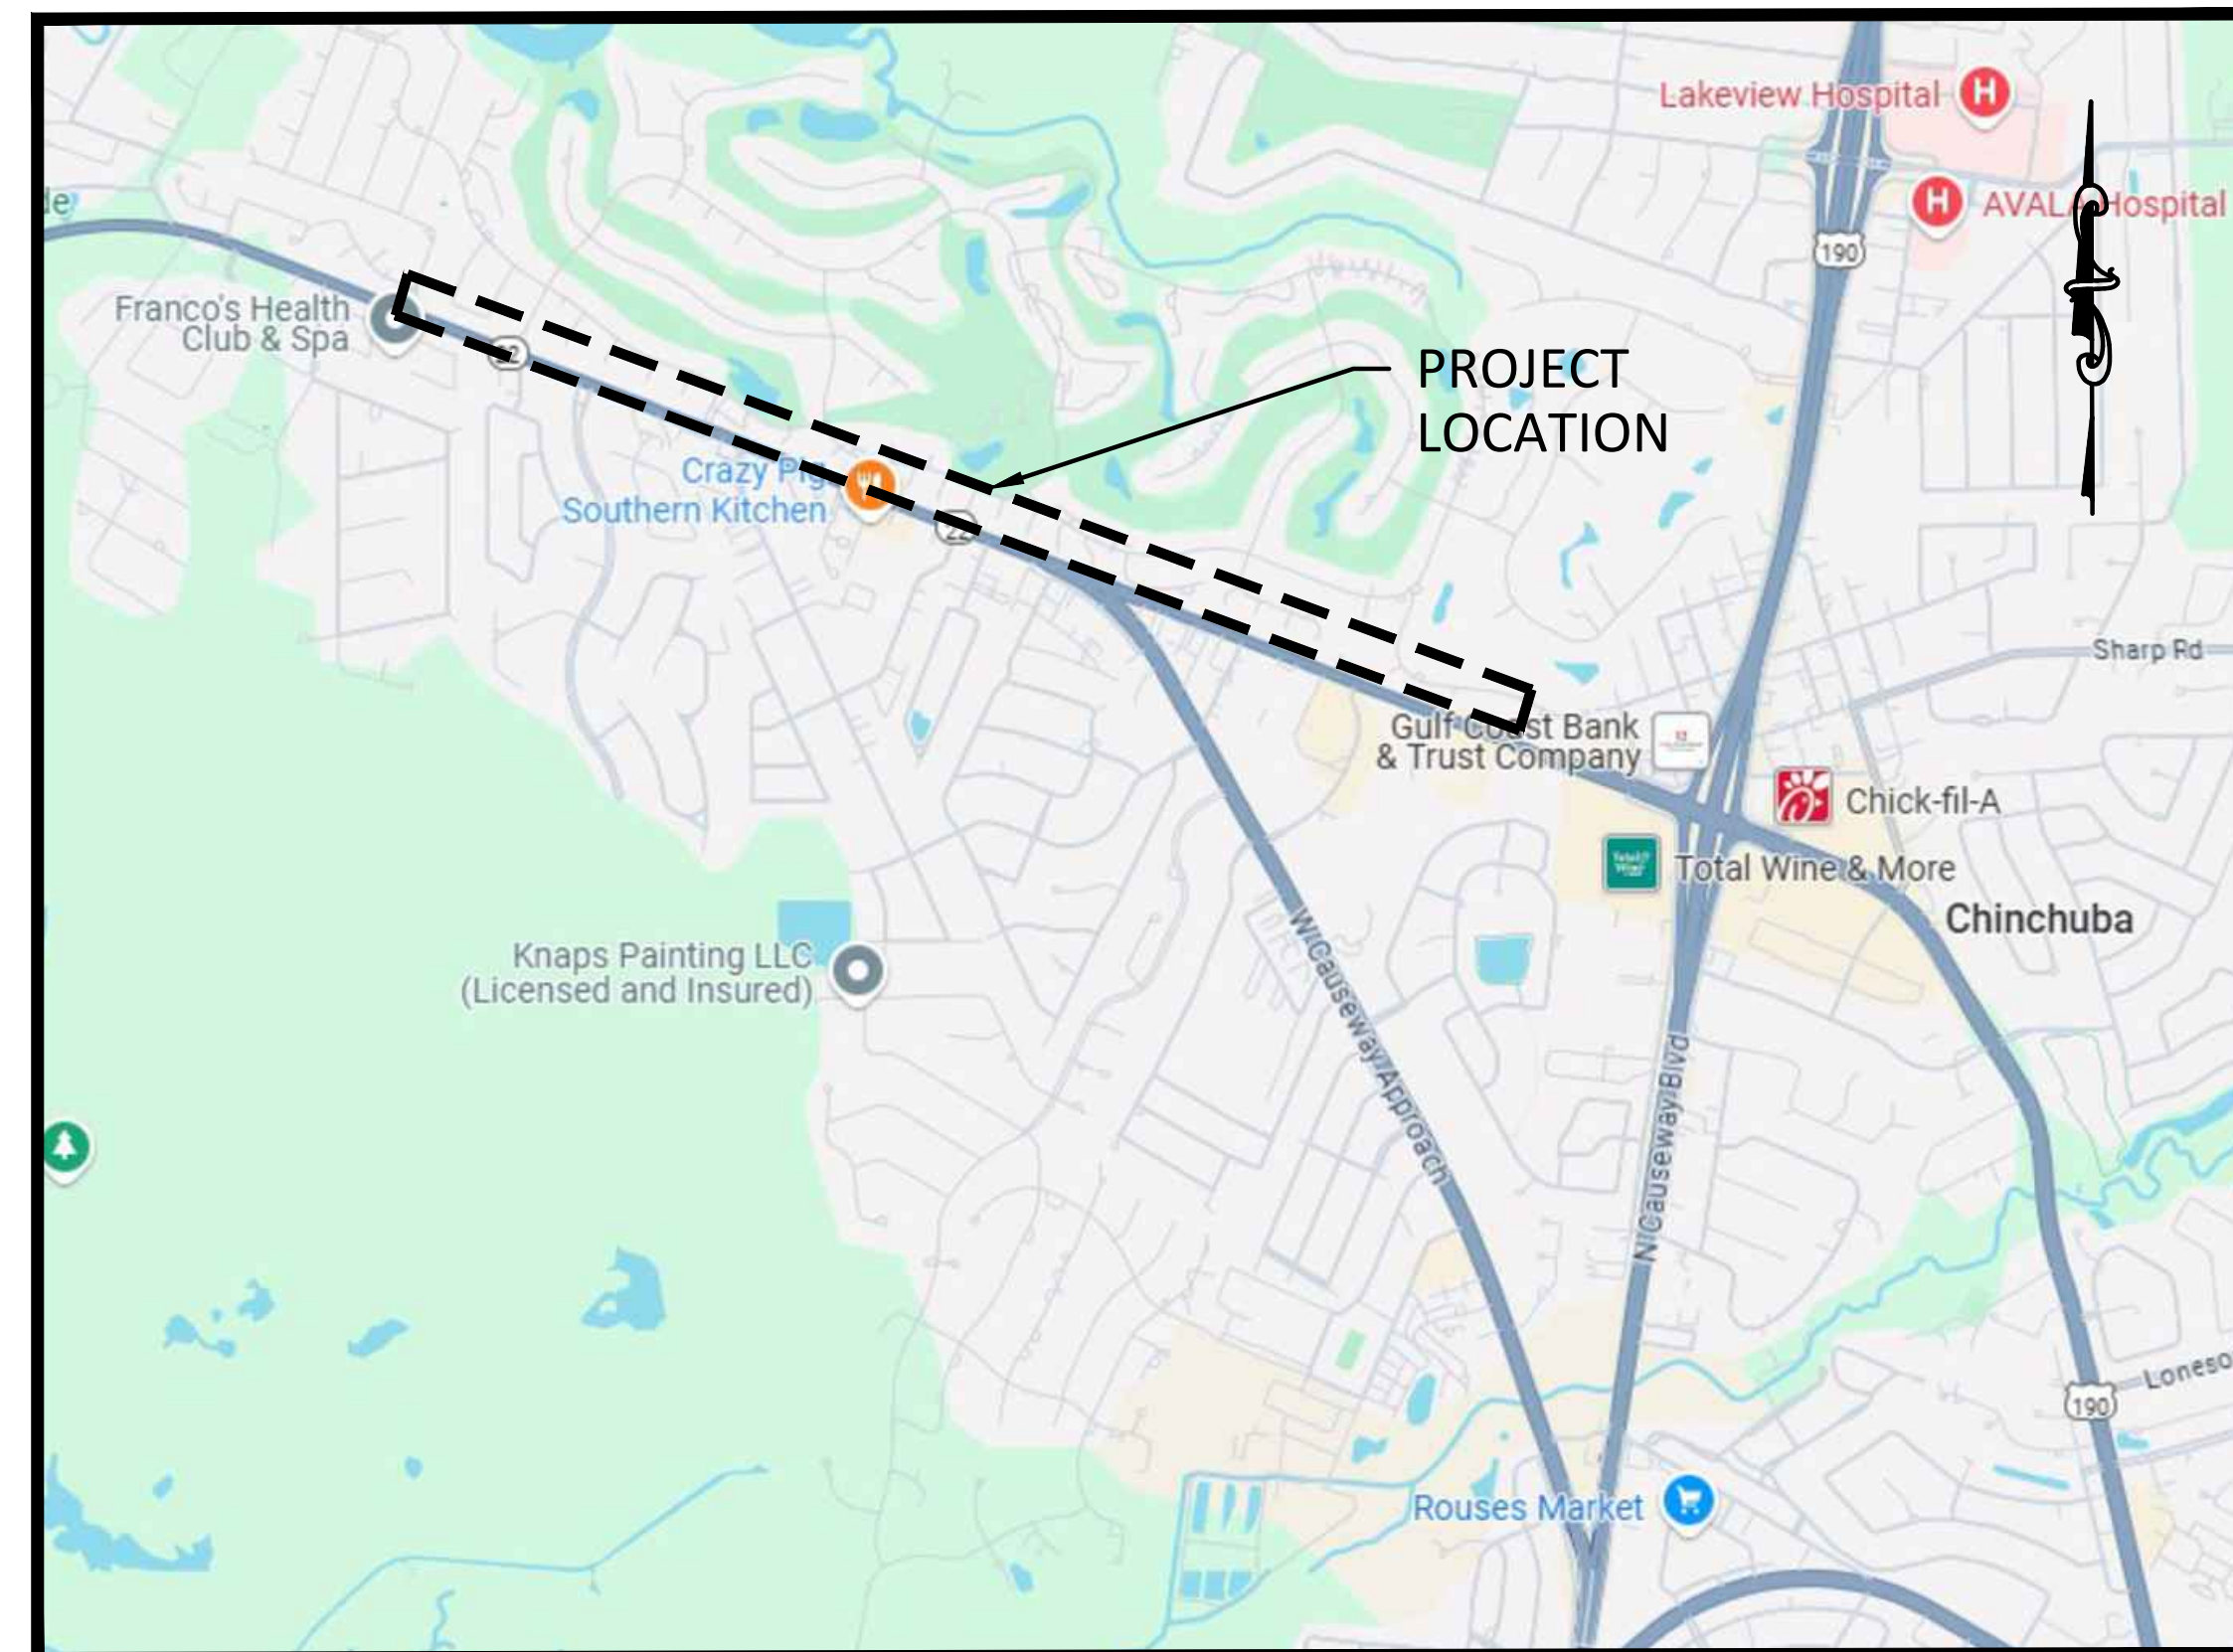 Lakeview Hospital
H
H
AVALA Hospital
de
190
Franco's Health
Club & Spa
22
PROJECT
LOCATION
Crazy Pig
Southern Kitchen
22
Sharp Rd
Gulf Coast Bank
& Trust Company
Chick-fil-A
Total Wine & More
Chinchuba
W Causeway Approach
Knaps Painting LLC
(Licensed and Insured)
N Causeway Blvd
Loneso
190
Rouses Market